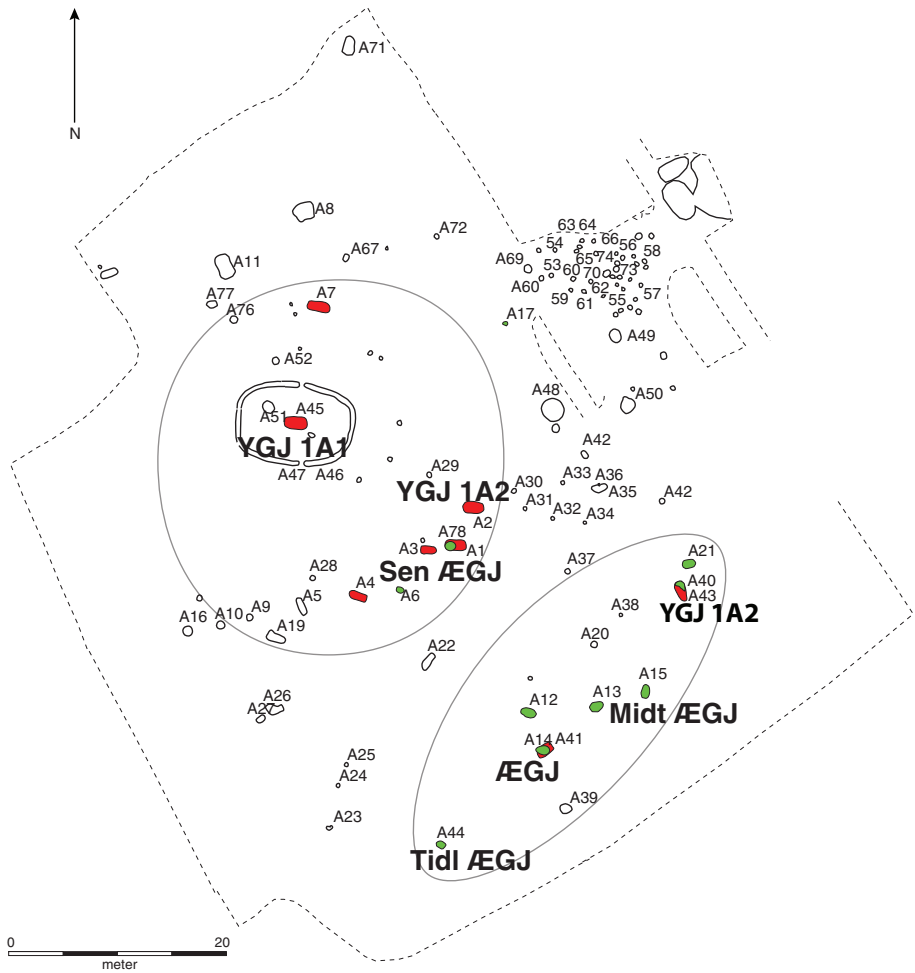 A71
N
A8
A72
A67
A11
63 64
54
66
56
58
A69
65
74
53
60
70
73
A60
62
57
59
61
55
A7
A77
A76
A17
A49
A52
A48
A50
A45
A51
YGJ 1A1
A42
A47
A46
A29
A33
A36
A35
YGJ 1A2
A30
A31
A42
A2
A32
A34
A78
A3
A1
Sen ÆGJ
A21
A37
A28
A40
A4
A6
A43
A5
A38
YGJ 1A2
A9
A10
A16
A19
A20
A22
A15
A26
A12
A13
A27
Midt ÆGJ
A14
A41
A25
ÆGJ
A24
A39
A23
A44
Tidl ÆGJ
0
20
meter